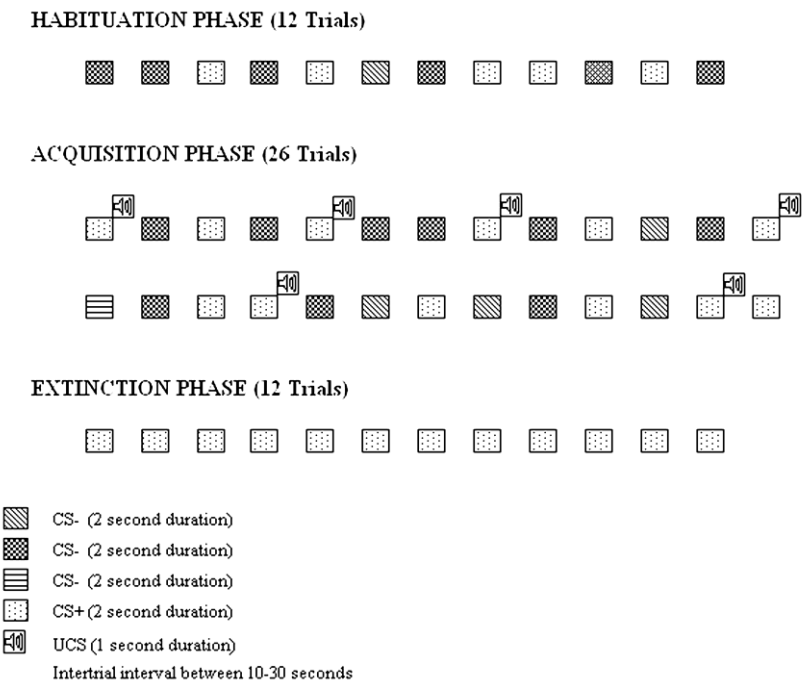 HABITUATION PHASE (12 Trials)
ACQUISITION PHASE (26 Trials)
EXTINCTION PHASE (12 Trials)
CS- (2 second duration)
CS- (2 second duration)
CS- (2 second duration)
CS+ (2 second duration)
UCS (1 second duration)
Intertrial interval between 10-30 seconds